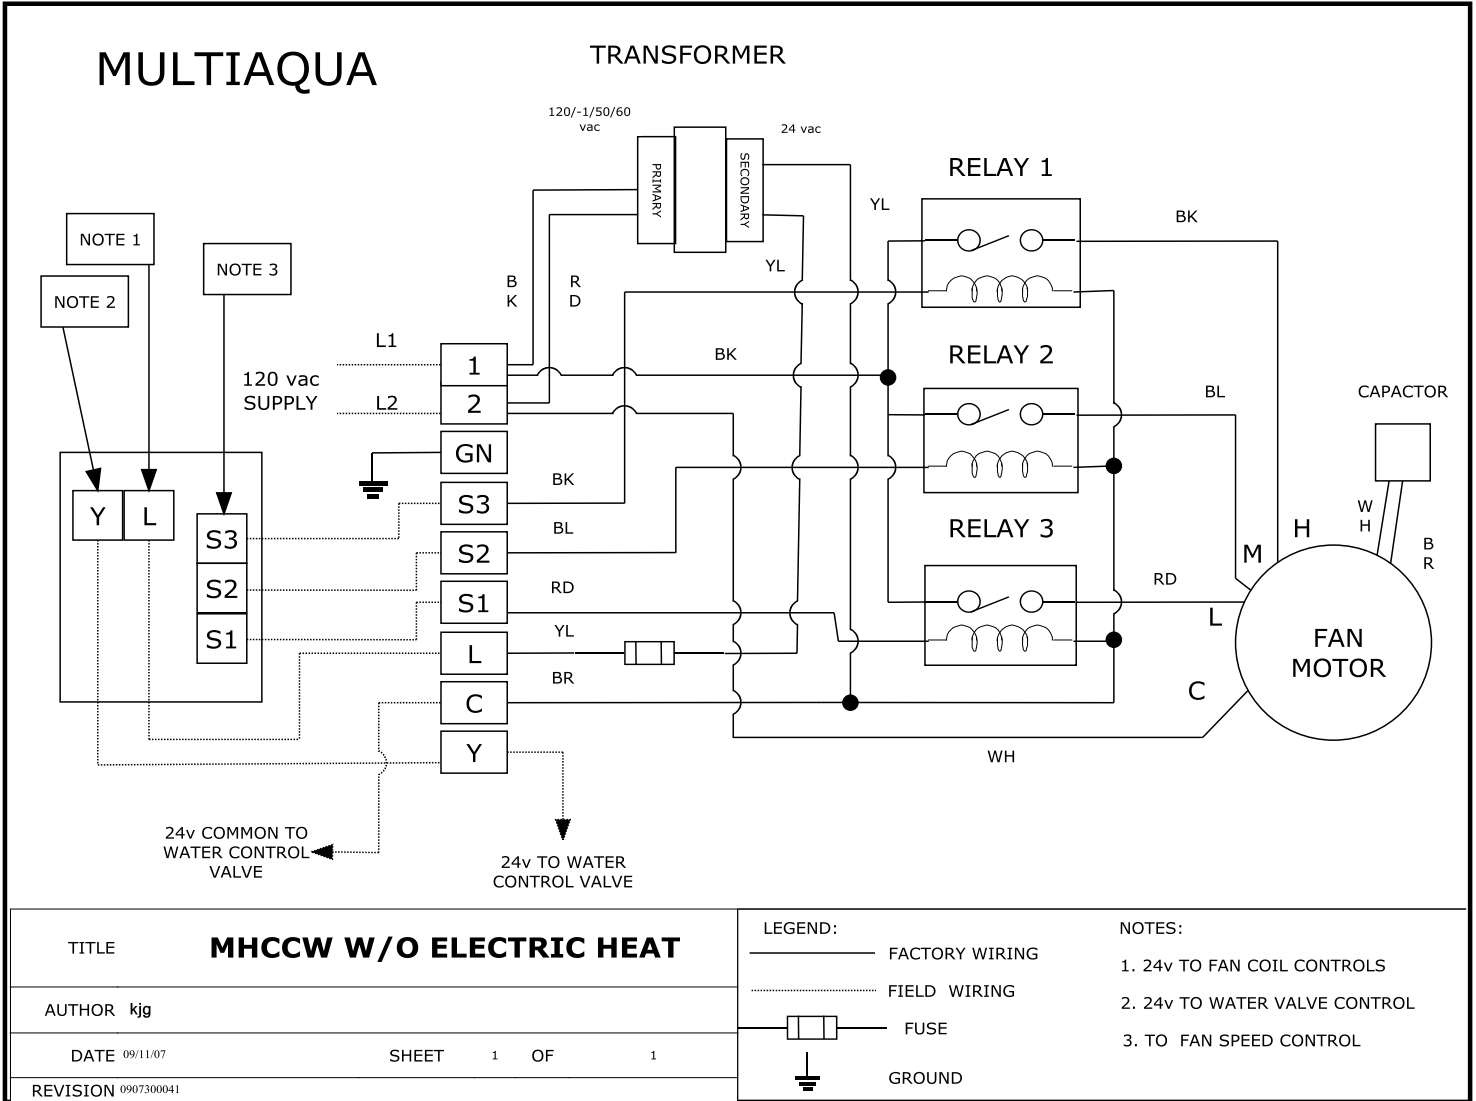 MULTIAQUA
TRANSFORMER
120/-1/50/60
vac
24 vac
PRIMARY
SECONDARY
RELAY 1
YL
BK
NOTE 1
NOTE 3
NOTE 2
YL
B
K
R
D
L1
120 vac
SUPPLY
L2
1
2
GN
S3
S2
S1
L
C
Y
BK
RELAY 2
BL
CAPACTOR
BK
BL
RD
YL
BR
RELAY 3
RD
W
H
B
R
H
M
L
C
FAN
MOTOR
WH
Y
L
S3
S2
S1
24v COMMON TO
WATER CONTROL
VALVE
24v TO WATER
CONTROL VALVE
TITLE MHCCW W/O ELECTRIC HEAT
AUTHOR kjg
DATE 09/11/07 SHEET 1 OF 1
REVISION 0907300041
LEGEND:
FACTORY WIRING
FIELD WIRING
FUSE
GROUND
NOTES:
1. 24v TO FAN COIL CONTROLS
2. 24v TO WATER VALVE CONTROL
3. TO FAN SPEED CONTROL